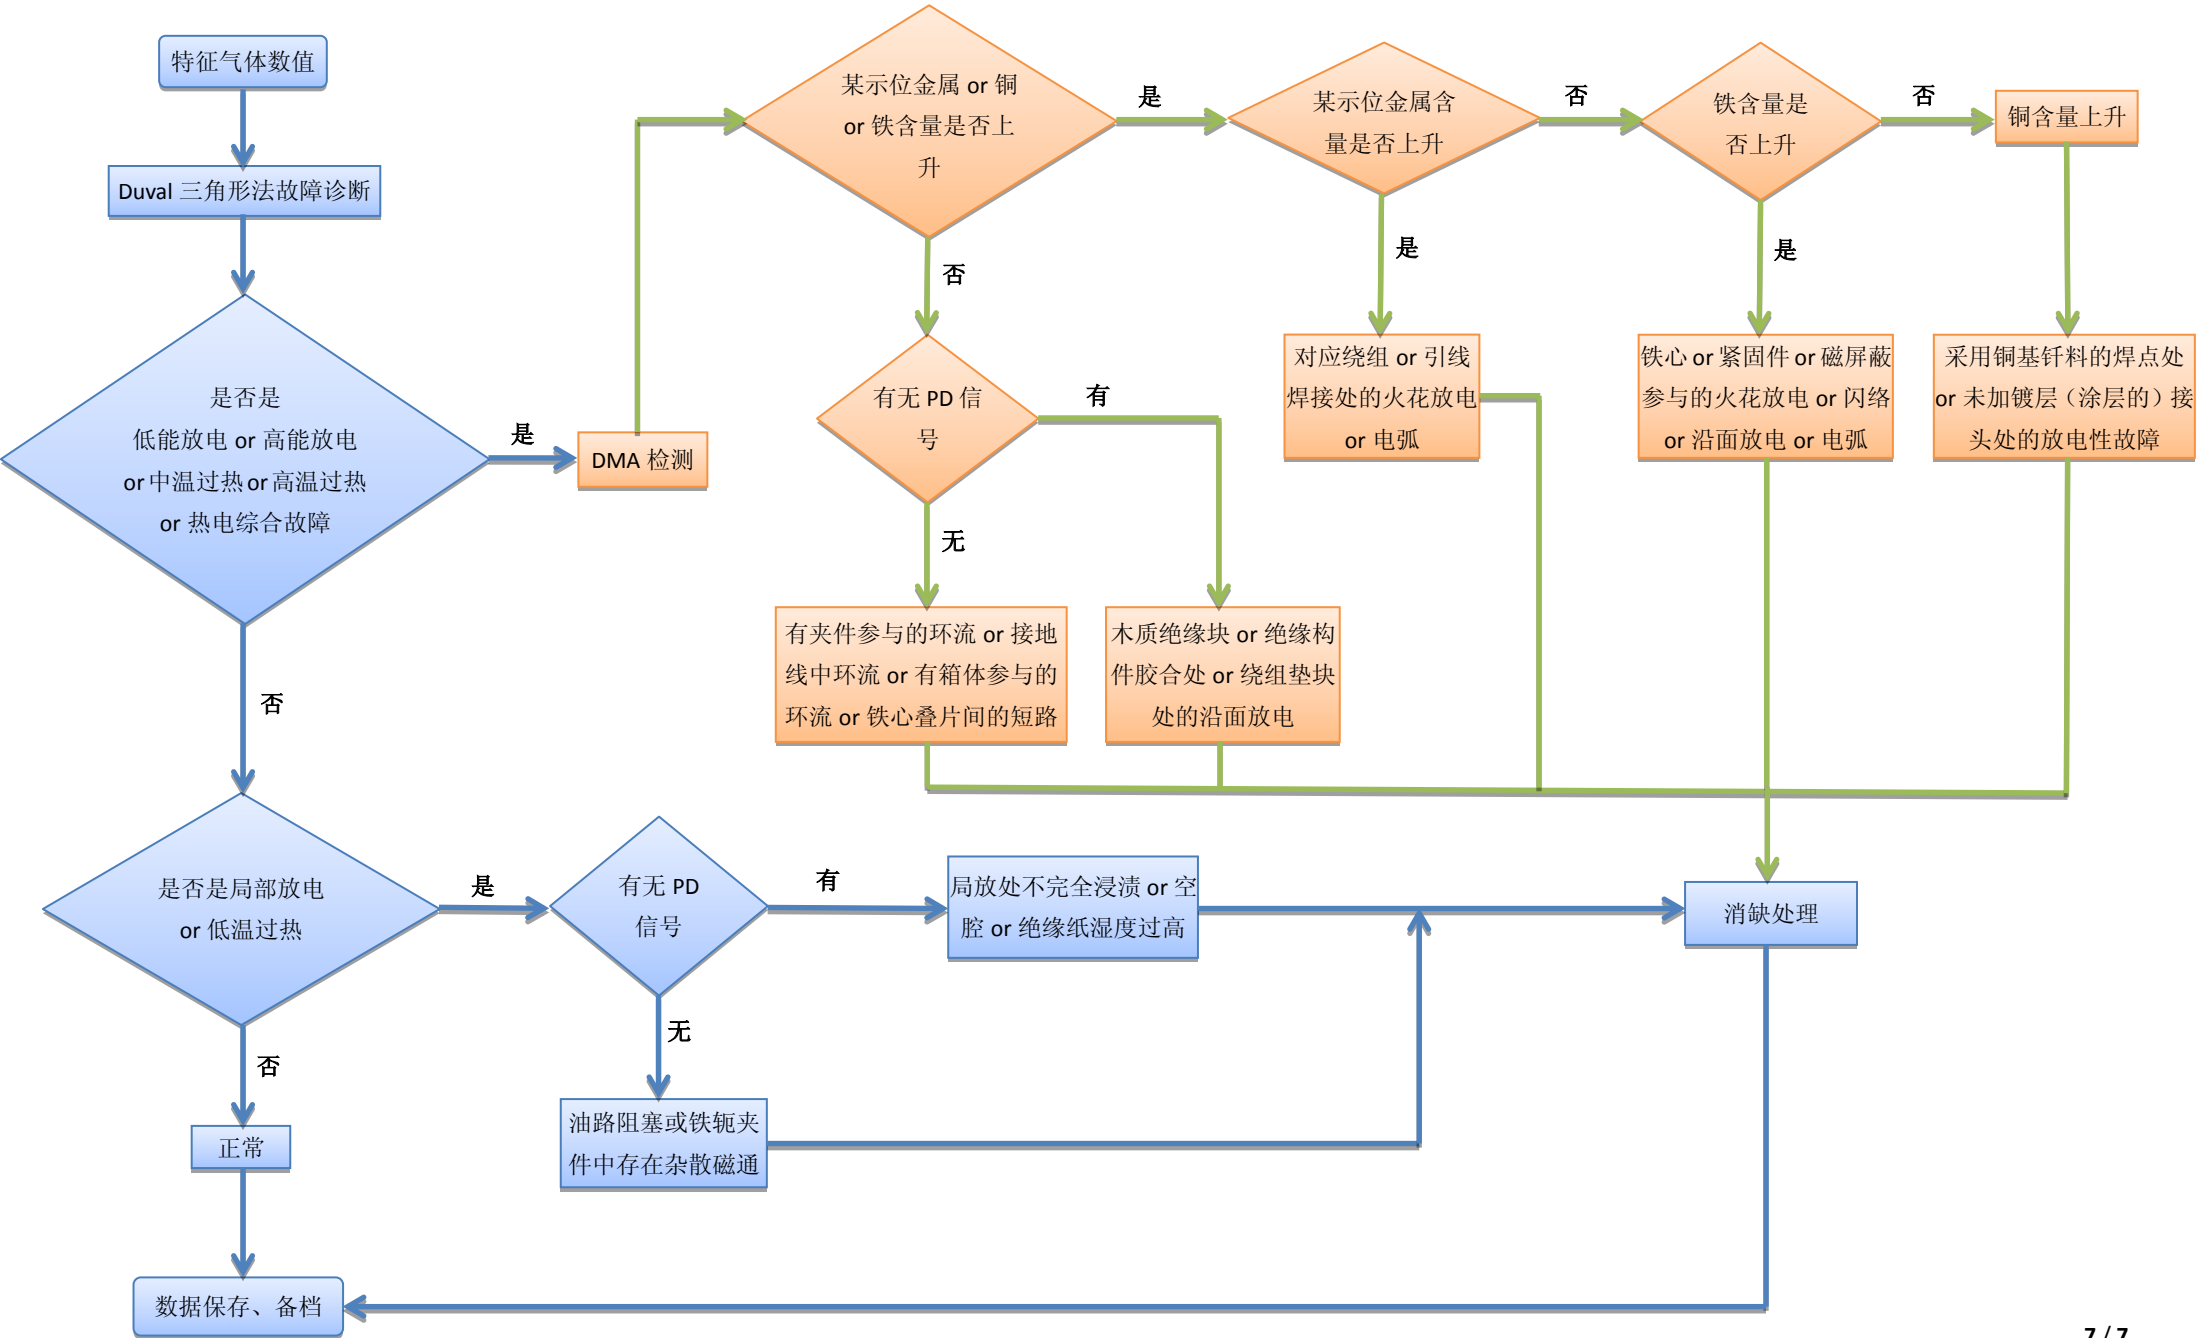 特征气体数值
Duval 三角形法故障诊断
是否是
低能放电 or 高能放电
or 中温过热 or 高温过热
or 热电综合故障
是
DMA 检测
某示位金属 or 铜
or 铁含量是否上
升
是
某示位金属含
量是否上升
否
铁含量是
否上升
否
铜含量上升
否
是
是
有无 PD 信
号
有
无
对应绕组 or 引线
焊接处的火花放电
or 电弧
铁心 or 紧固件 or 磁屏蔽
参与的火花放电 or 闪络
or 沿面放电 or 电弧
采用铜基钎料的焊点处
or 未加镀层（涂层的）接
头处的放电性故障
有夹件参与的环流 or 接地
线中环流 or 有箱体参与的
环流 or 铁心叠片间的短路
木质绝缘块 or 绝缘构
件胶合处 or 绕组垫块
处的沿面放电
否
是否是局部放电
or 低温过热
是
有无 PD
信号
有
局放处不完全浸渍 or 空
腔 or 绝缘纸湿度过高
消缺处理
无
否
油路阻塞或铁轭夹
件中存在杂散磁通
正常
数据保存、备档
7 / 7